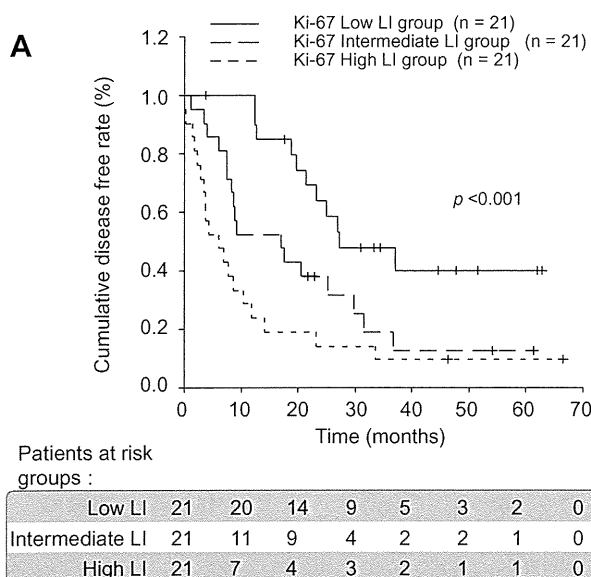 A
Ki-67 Low LI group (n = 21)
Ki-67 Intermediate LI group (n = 21)
Ki-67 High LI group (n = 21)
1.2
1.0
0.8
0.6
0.4
0.2
0.0
Cumulative disease free rate (%)
p <0.001
0 10 20 30 40 50 60 70
Time (months)
Patients at risk
groups :
Low LI 21 20 14 9 5 3 2 0
Intermediate LI 21 11 9 4 2 2 1 0
High LI 21 7 4 3 2 1 1 0